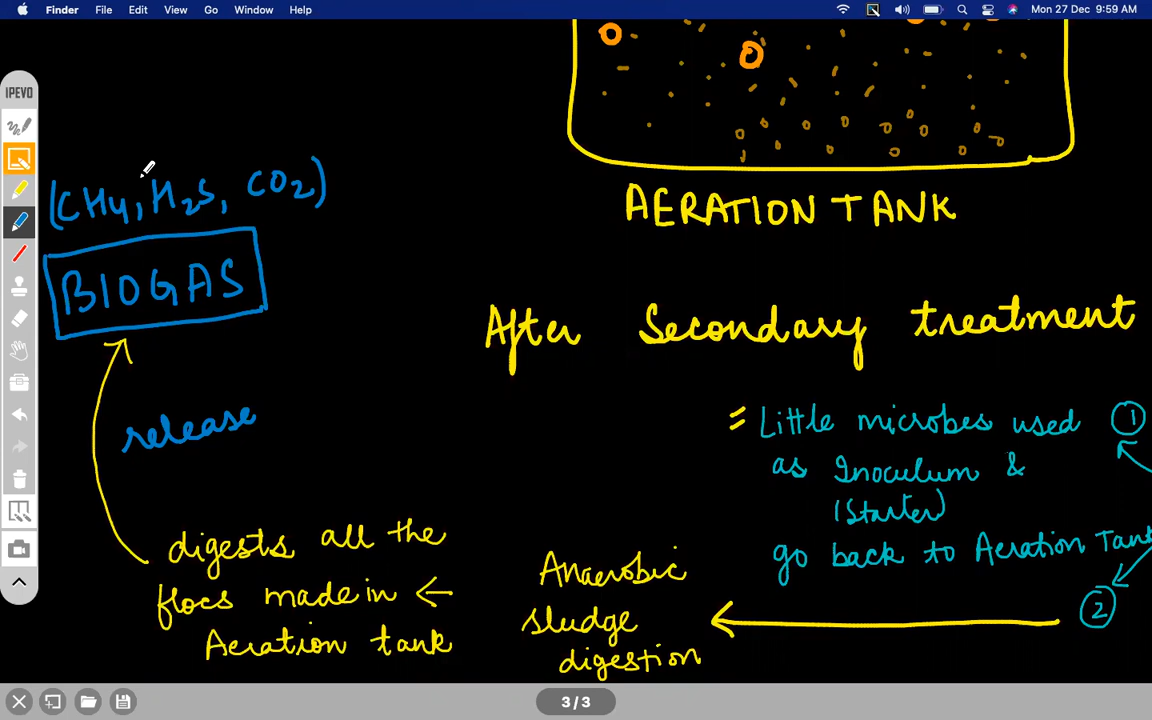 Finder File Edit View Go Window Help
Mon 27 Dec 9:59 AM
IPEVO
AERATION TANK
(CH4, H2S, CO2)
BIOGAS
After Secondary treatment
release
= Little microbes used ①
as Inoculum &
(Starter)
go back to Aeration Tank
②
Anaerobic
sludge
digestion
←
digests all the
flocs made in
Aeration tank
3/3